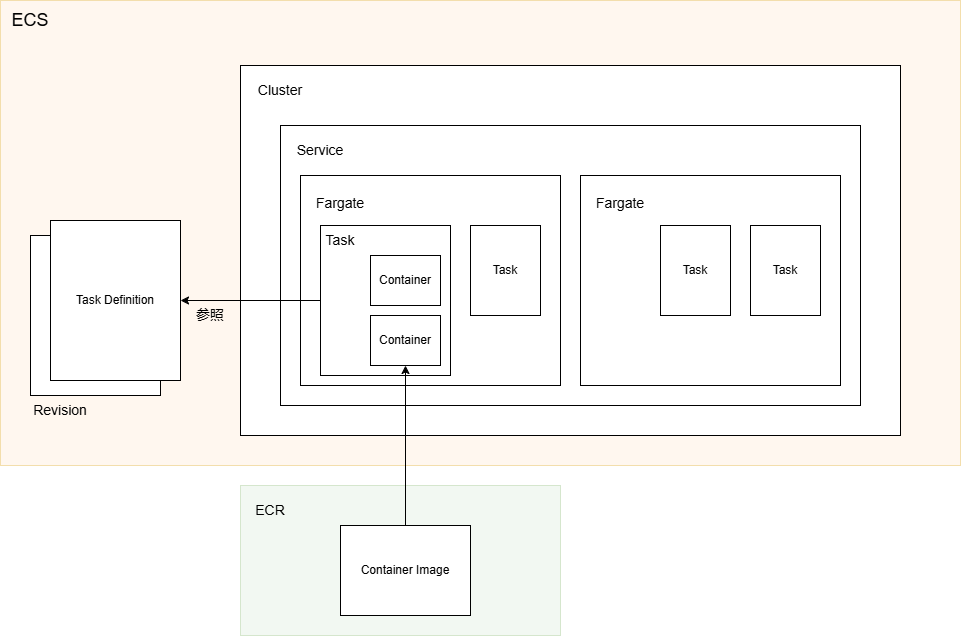 ECS
Cluster
Service
Fargate
Task
Container
Container
Task
Fargate
Task
Task
Task Definition
参照
Revision
ECR
Container Image